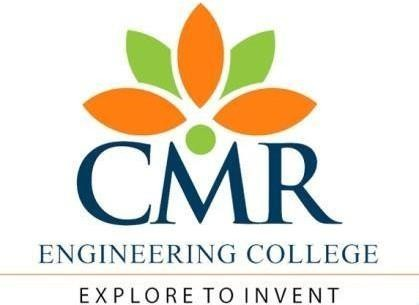 CMR
ENGINEERING COLLEGE
EXPLORE TO INVENT